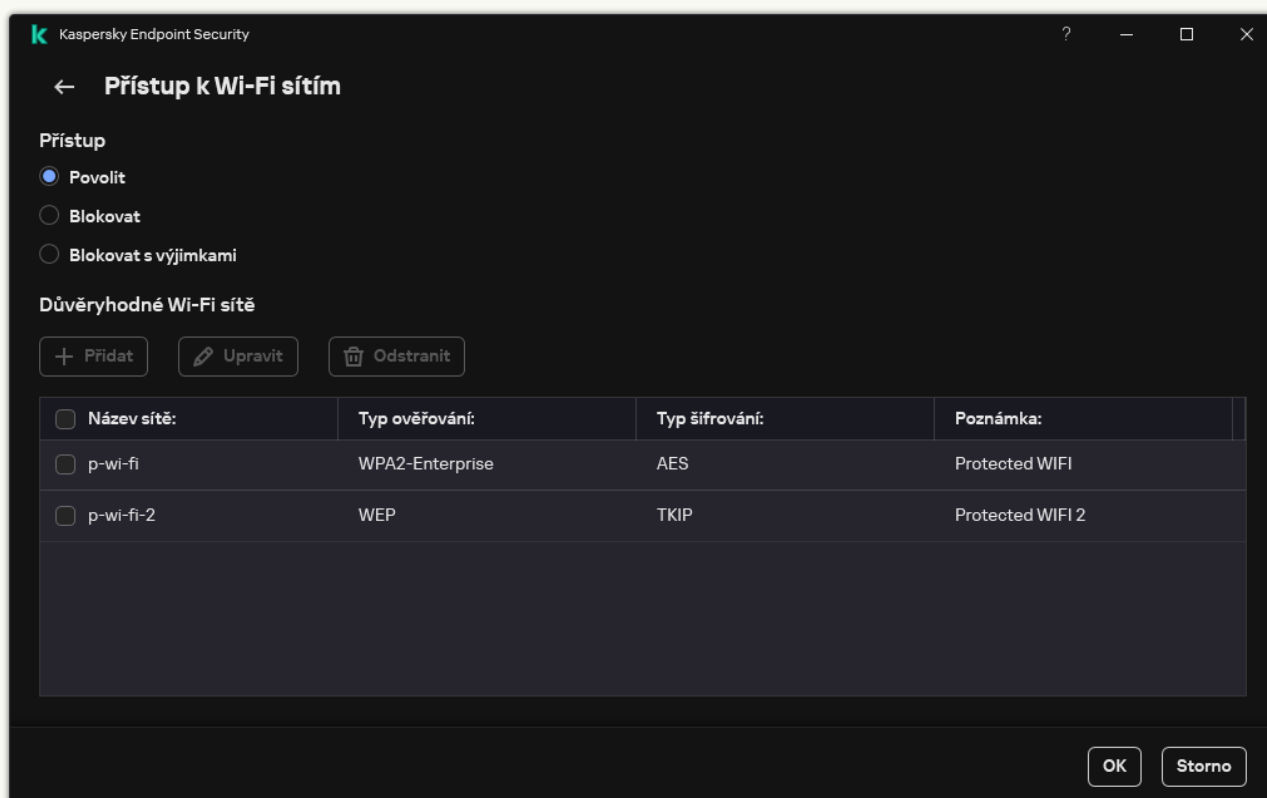 Kaspersky Endpoint Security ?
Přístup k Wi-Fi sítím
Přístup
Povolit
Blokovat
Blokovat s výjimkami
Důvěryhodné Wi-Fi sítě
Přidat Upravit Odstranit
Název sítě: Typ ověřování: Typ šifrování: Poznámka:
p-wi-fi WPA2-Enterprise AES Protected WIFI
p-wi-fi-2 WEP TKIP Protected WIFI 2
OK Storno